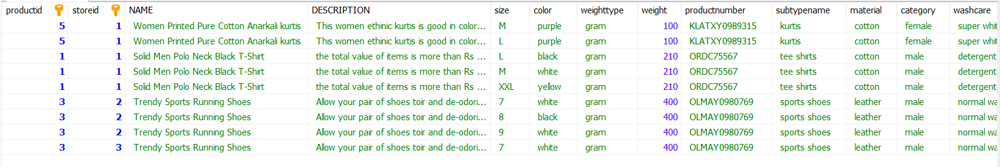 productid storeid NAME DESCRIPTION size color weighttype weight productnumber subtypename material category washcare
5 1 Women Printed Pure Cotton Anarkali kurtis This women ethinic kurtis is good in color... M purple gram 100 KLATXY0989315 kurtis cotton female super whit
5 1 Women Printed Pure Cotton Anarkali kurtis This women ethinic kurtis is good in color... L purple gram 100 KLATXY0989315 kurtis cotton female super whit
1 1 Solid Men Polo Neck Black T-Shirt the total value of items is more than Rs ... L black gram 210 ORDC75567 tee shirts cotton male detergent
1 1 Solid Men Polo Neck Black T-Shirt the total value of items is more than Rs ... M white gram 210 ORDC75567 tee shirts cotton male detergent
1 1 Solid Men Polo Neck Black T-Shirt the total value of items is more than Rs ... XXL yellow gram 210 ORDC75567 tee shirts cotton male detergent
3 2 Trendy Sports Running Shoes Allow your pair of shoes toir and de-odori... 7 white gram 400 OLMAY0980769 sports shoes leather male normal wa
3 2 Trendy Sports Running Shoes Allow your pair of shoes toir and de-odori... 8 black gram 400 OLMAY0980769 sports shoes leather male normal wa
3 2 Trendy Sports Running Shoes Allow your pair of shoes toir and de-odori... 9 white gram 400 OLMAY0980769 sports shoes leather male normal wa
3 3 Trendy Sports Running Shoes Allow your pair of shoes toir and de-odori... 7 white gram 400 OLMAY0980769 sports shoes leather male normal wa